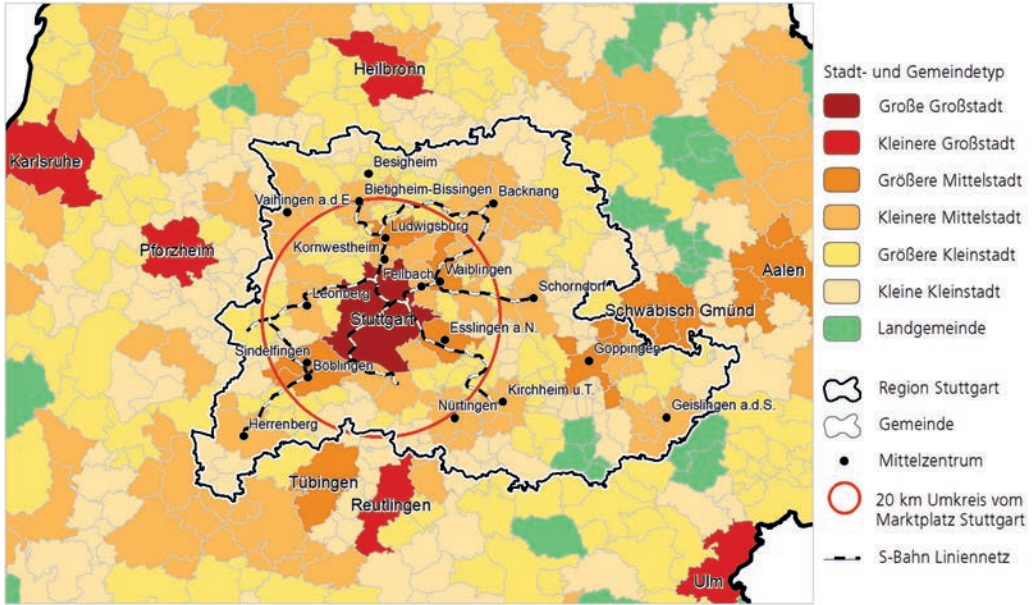 Heilbronn
Karlsruhe
Besigheim
Bietigheim-Bissingen
Backnang
Vaihingen a.d.E
Ludwigsburg
Kornwestheim
Pforzheim
Fellbach
Waiblingen
Aalen
Leonberg
Schorndorf
Schwäbisch Gmünd
Stuttgart
Esslingen a.N.
Sindelfingen
Göppingen
Böblingen
Kirchheim u.T.
Nürtingen
Geislingen a.d.S.
Herrenberg
Tübingen
Reutlingen
Ulm
Stadt- und Gemeindetyp
Große Großstadt
Kleinere Großstadt
Größere Mittelstadt
Kleinere Mittelstadt
Größere Kleinstadt
Kleine Kleinstadt
Landgemeinde
Region Stuttgart
Gemeinde
Mittelzentrum
20 km Umkreis vom
Marktplatz Stuttgart
S-Bahn Liniennetz